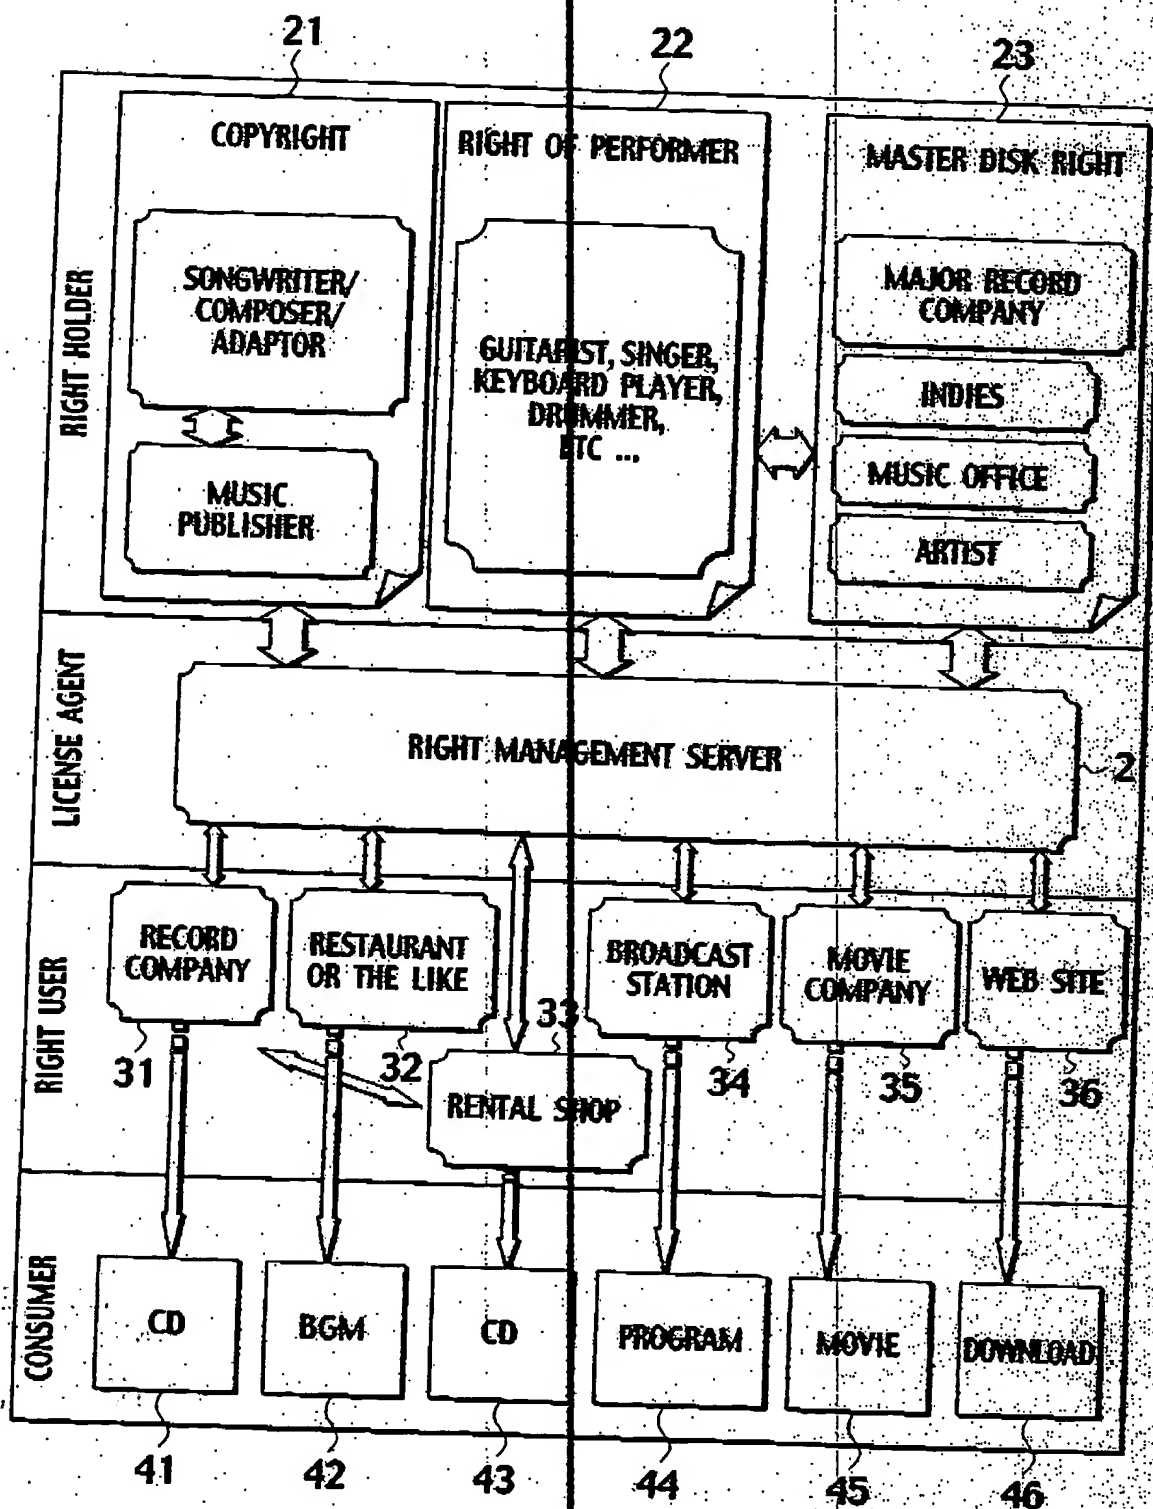 21
22
23
COPYRIGHT
RIGHT OF PERFORMER
MASTER DISK RIGHT
RIGHT HOLDER
SONGWRITER/
COMPOSER/
ADAPTOR
MUSIC
PUBLISHER
GUITARIST, SINGER,
KEYBOARD PLAYER,
DRUMMER,
ETC ...
MAJOR RECORD
COMPANY
INDIES
MUSIC OFFICE
ARTIST
LICENSE AGENT
RIGHT MANAGEMENT SERVER
2
RIGHT USER
RECORD
COMPANY
31
RESTAURANT
OR THE LIKE
32
33
RENTAL SHOP
BROADCAST
STATION
34
MOVIE
COMPANY
35
WEB SITE
36
CONSUMER
CD
BGM
CD
PROGRAM
MOVIE
DOWNLOAD
41
42
43
44
45
46